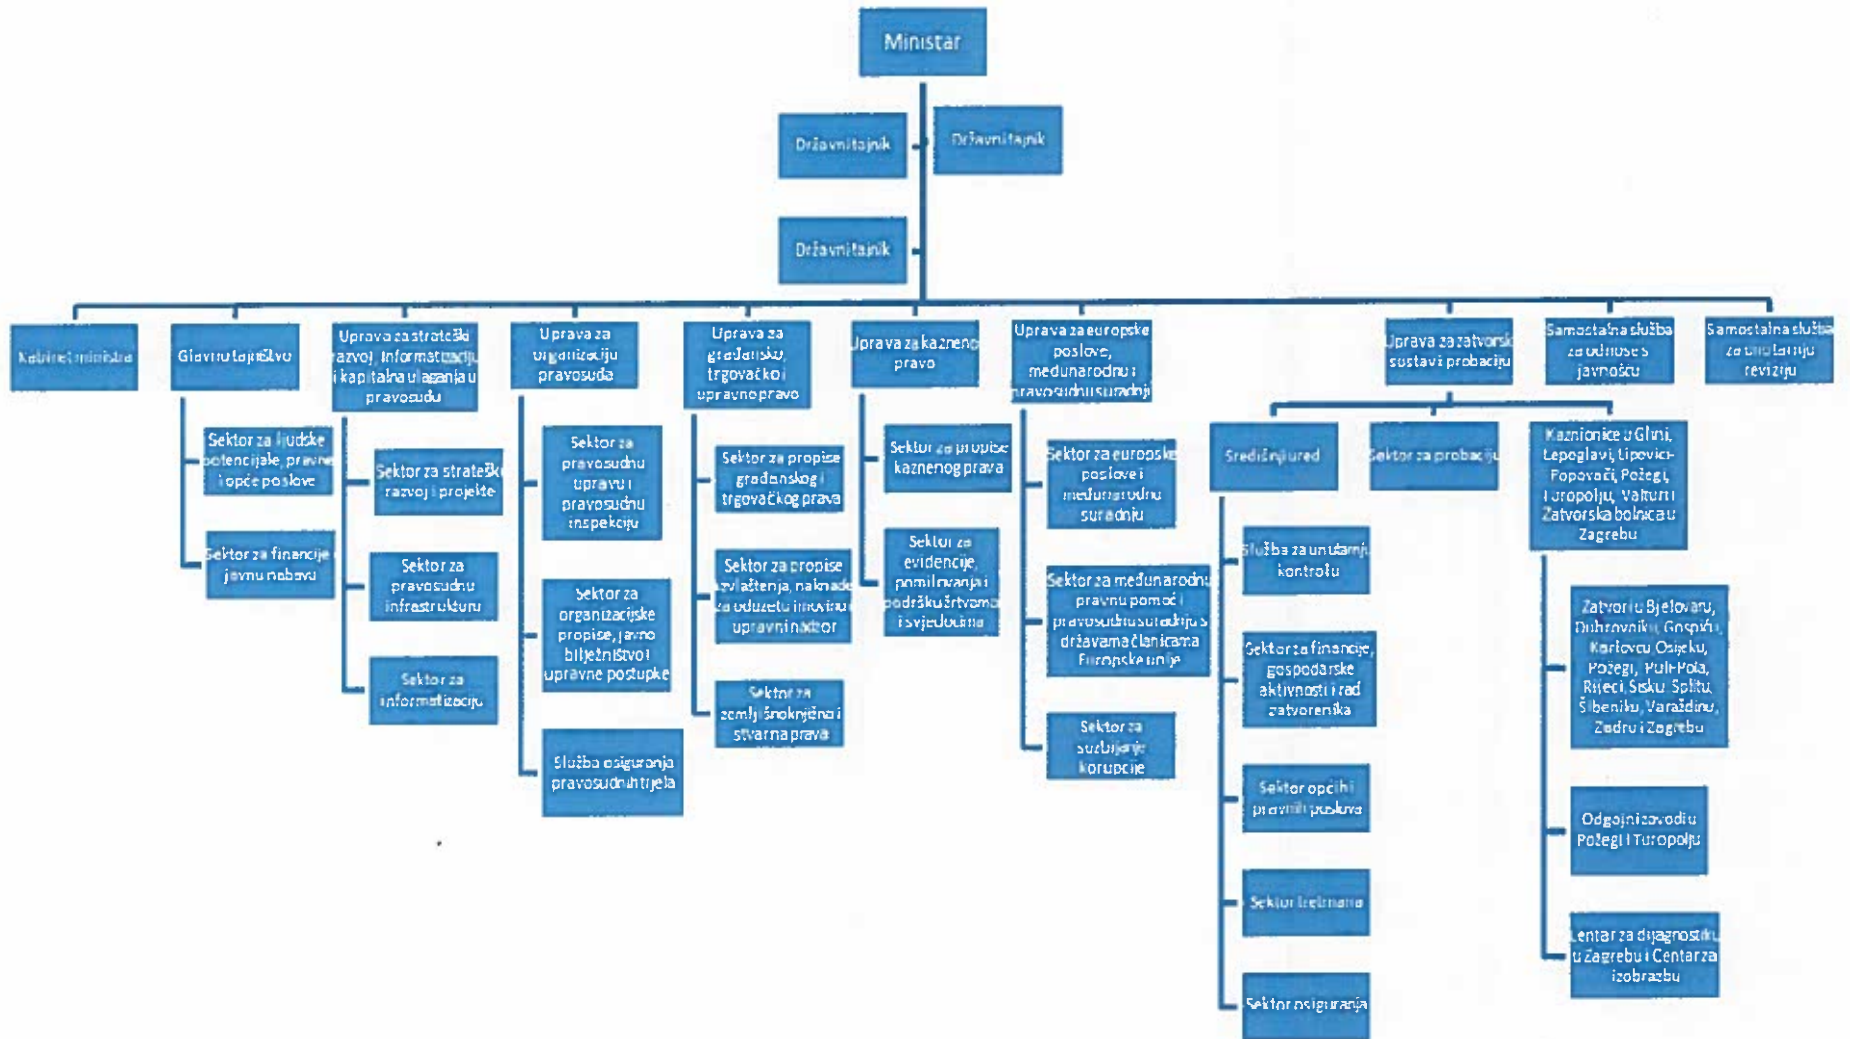 Ministar
Državni tajnik
Državni tajnik
Državni tajnik
Kabinet ministra
Glavno tajništvo
Uprava za strateški
razvoj, informatizaciju
i kapitalna ulaganja u
pravosuđu
Uprava za
organizaciju
pravosuđa
Uprava za
građansko,
trgovačko i
upravno pravo
Uprava za kazneno
pravo
Uprava za europske
poslove,
međunarodnu i
pravosudnu suradnju
Uprava za zatvorski
sustav i probaciju
Samostalna služba
za odnose s
javnošću
Samostalna služba
za unutarnju
reviziju
Sektor za ljudske
potencijale, pravne
i opće poslove
Sektor za financije i
javnu nabavu
Sektor za strateški
razvoj i projekte
Sektor za
pravosudnu
infrastrukturu
Sektor za
informatizaciju
Sektor za
pravosudnu
upravu i
pravosudnu
inspekciju
Sektor za
organizacijske
propise, javno
bilježništvo i
upravne postupke
Služba osiguranja
pravosudnih tijela
Sektor za propise
građanskog i
trgovačkog prava
Sektor za propise
izvlaštenja, naknade
za oduzetu imovinu i
upravni nadzor
Sektor za
zemljišnoknjižna i
stvarna prava
Sektor za propise
kaznenog prava
Sektor za
evidencije,
pomilovanja i
podršku žrtvama
i svjedocima
Sektor za europske
poslove i
međunarodnu
suradnju
Sektor za međunarodnu
pravnu pomoć i
pravosudnu suradnju s
državama članicama
Europske unije
Sektor za
suzbijanje
korupcije
Središnji ured
Sektor za probaciju
Kaznionice u Glini,
Lepoglavi, Lipovici-
Popovači, Požegi,
Turopolju, Valturi i
Zatvorska bolnica u
Zagrebu
Služba za unutarnju
kontrolu
Sektor za financije,
gospodarske
aktivnosti i rad
zatvorenika
Sektor općih i
pravnih poslova
Sektor tretmana
Sektor osiguranja
Zatvori u Bjelovaru,
Dubrovniku, Gospiću,
Karlovcu, Osijeku,
Požegi, Puli-Pola,
Rijeci, Sisku, Splitu,
Šibeniku, Varaždinu,
Zadru i Zagrebu
Odgojni zavodi u
Požegi i Turopolju
Centar za dijagnostiku
u Zagrebu i Centar za
izobrazbu